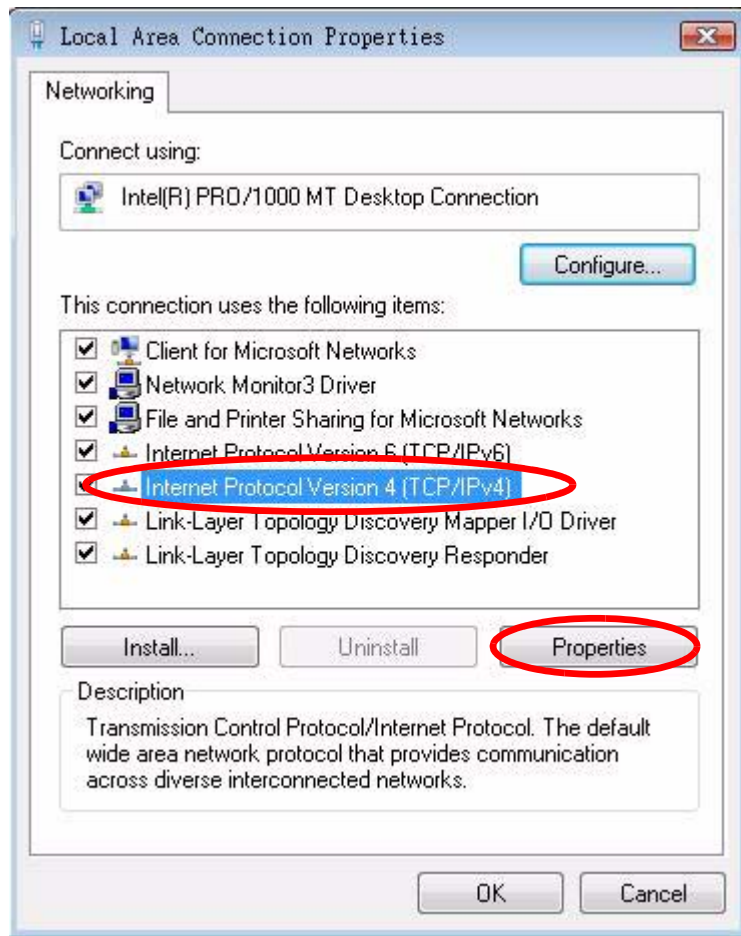 Local Area Connection Properties
Networking
Connect using:
Intel(R) PRO/1000 MT Desktop Connection
Configure...
This connection uses the following items:
Client for Microsoft Networks
Network Monitor3 Driver
File and Printer Sharing for Microsoft Networks
Internet Protocol Version 6 (TCP/IPv6)
Internet Protocol Version 4 (TCP/IPv4)
Link-Layer Topology Discovery Mapper I/O Driver
Link-Layer Topology Discovery Responder
Install... Uninstall Properties
Description
Transmission Control Protocol/Internet Protocol. The default
wide area network protocol that provides communication
across diverse interconnected networks.
OK Cancel